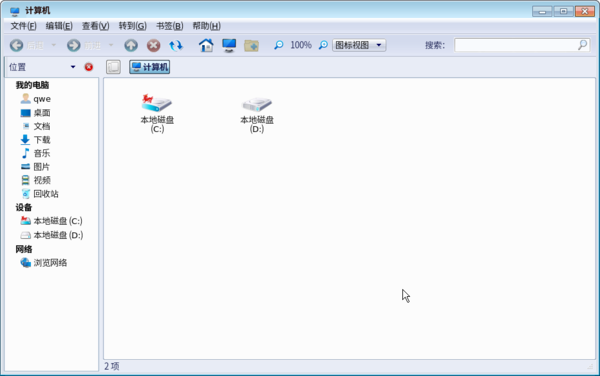 计算机
文件(F) 编辑(E) 查看(V) 转到(G) 书签(B) 帮助(H)
100% 图标视图 搜索：
位置 计算机
我的电脑
qwe
桌面
文档
下载
音乐
图片
视频
回收站
设备
本地磁盘 (C:)
本地磁盘 (D:)
网络
浏览网络
本地磁盘
(C:)
本地磁盘
(D:)
2 项